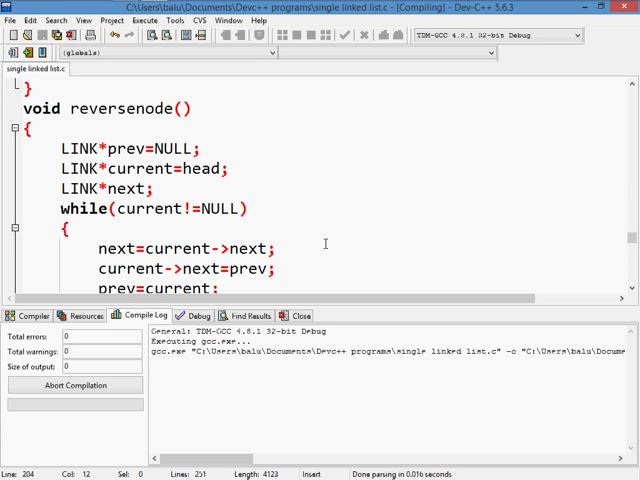 C:\Users\balu\Documents\Devc++ programs\single linked list.c - [Compiling] - Dev-C++ 5.6.3
File Edit Search View Project Execute Tools CVS Window Help
TDM-GCC 4.8.1 32-bit Debug
(globals)
single linked list.c
}
void reversenode()
{
LINK*prev=NULL;
LINK*current=head;
LINK*next;
while(current!=NULL)
{
next=current->next;
current->next=prev;
prev=current;
Compiler Resources Compile Log Debug Find Results Close
Total errors: 0
Total warnings: 0
Size of output: 0
Abort Compilation
General: TDM-GCC 4.8.1 32-bit Debug
Executing gcc.exe...
gcc.exe "C:\Users\balu\Documents\Devc++ programs\single linked list.c" -o "C:\Users\balu\Docume
Line: 204 Col: 12 Sel: 0 Lines: 251 Length: 4123 Insert Done parsing in 0.016 seconds